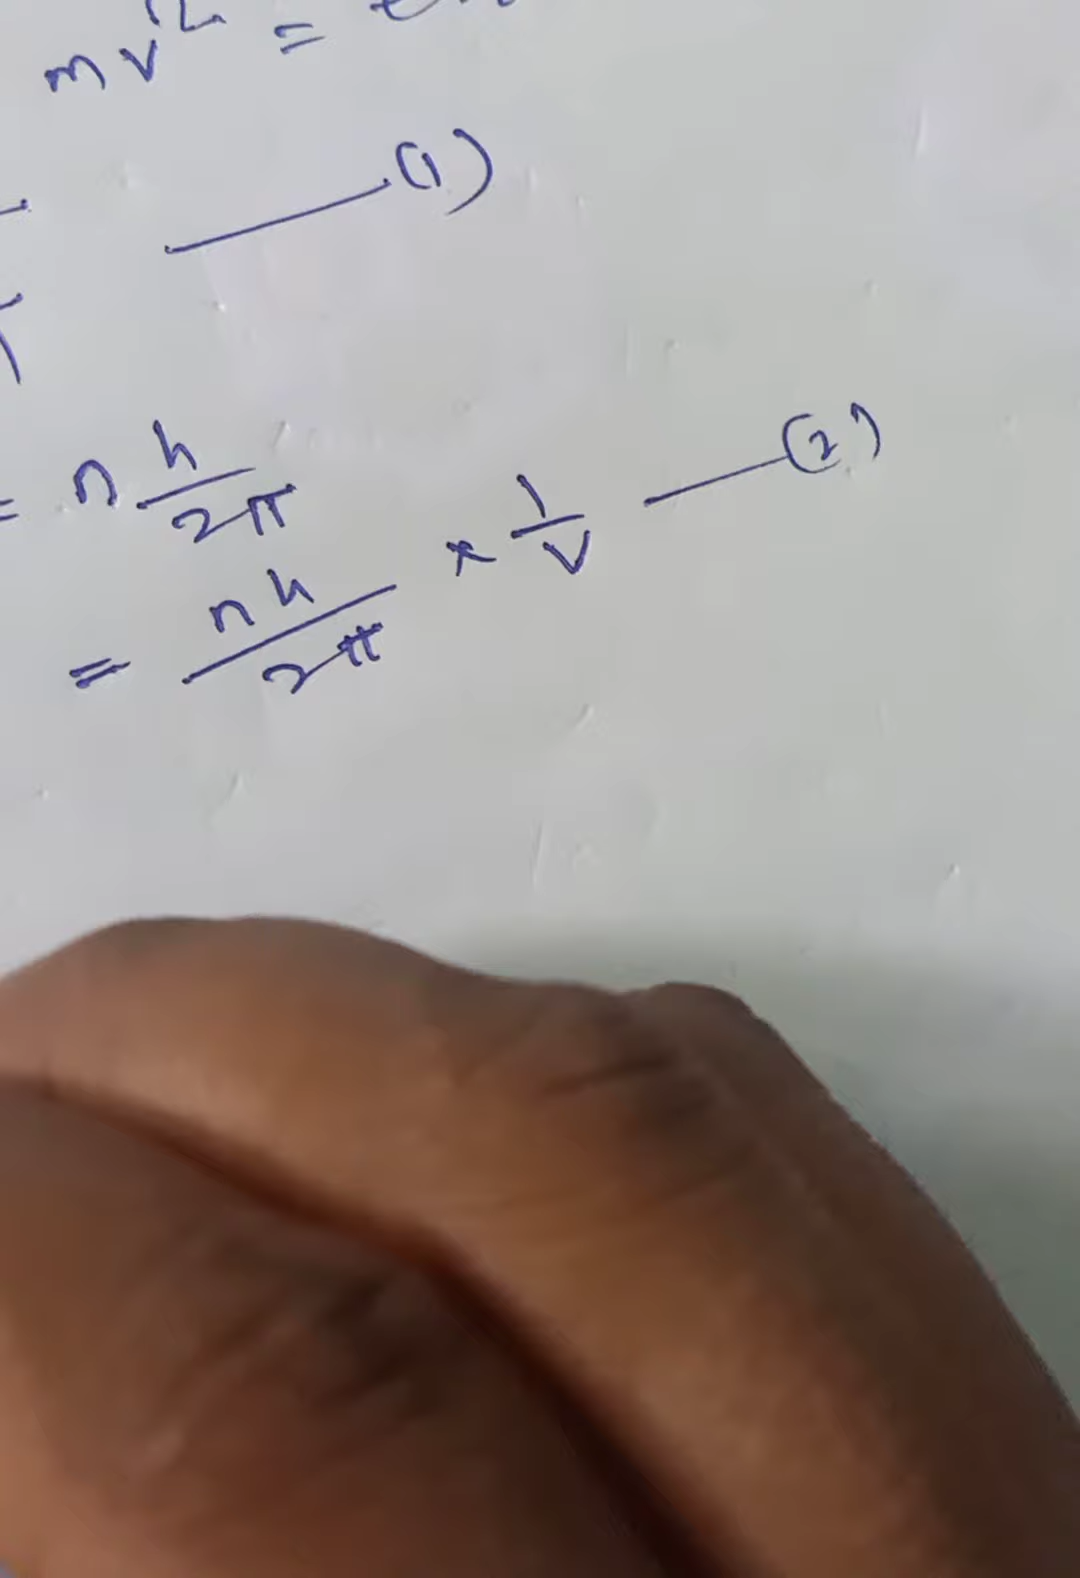 mv² =
(1)
= n h/2π
= nh/2π × 1/v (2)